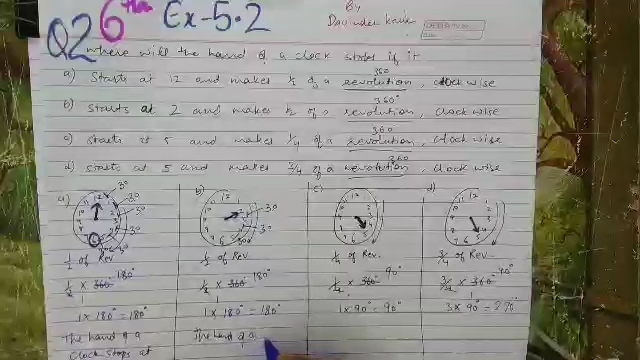 6th Ex-5.2
By
Davinder kaur
Q2 where will the hand of a clock stops if it
a) Starts at 12 and makes 1/2 of a revolution, clockwise
360
b) Starts at 2 and makes 1/2 of a revolution, clockwise
360°
c) starts at 5 and makes 1/4 of a revolution, clockwise
360
d) starts at 5 and makes 3/4 of a revolution, clockwise
360
a) b) c) d)
1/2 of Rev 1/2 of Rev 1/4 of Rev. 3/4 of Rev.
1/2 × 360° 180° 1/2 × 360° 180° 1/4 × 360° 90° 3/4 × 360° 90°
1 × 180° = 180° 1 × 180° = 180° 1 × 90° = 90° 3 × 90° = 270°
The hand of a The hand of a
clock stops at